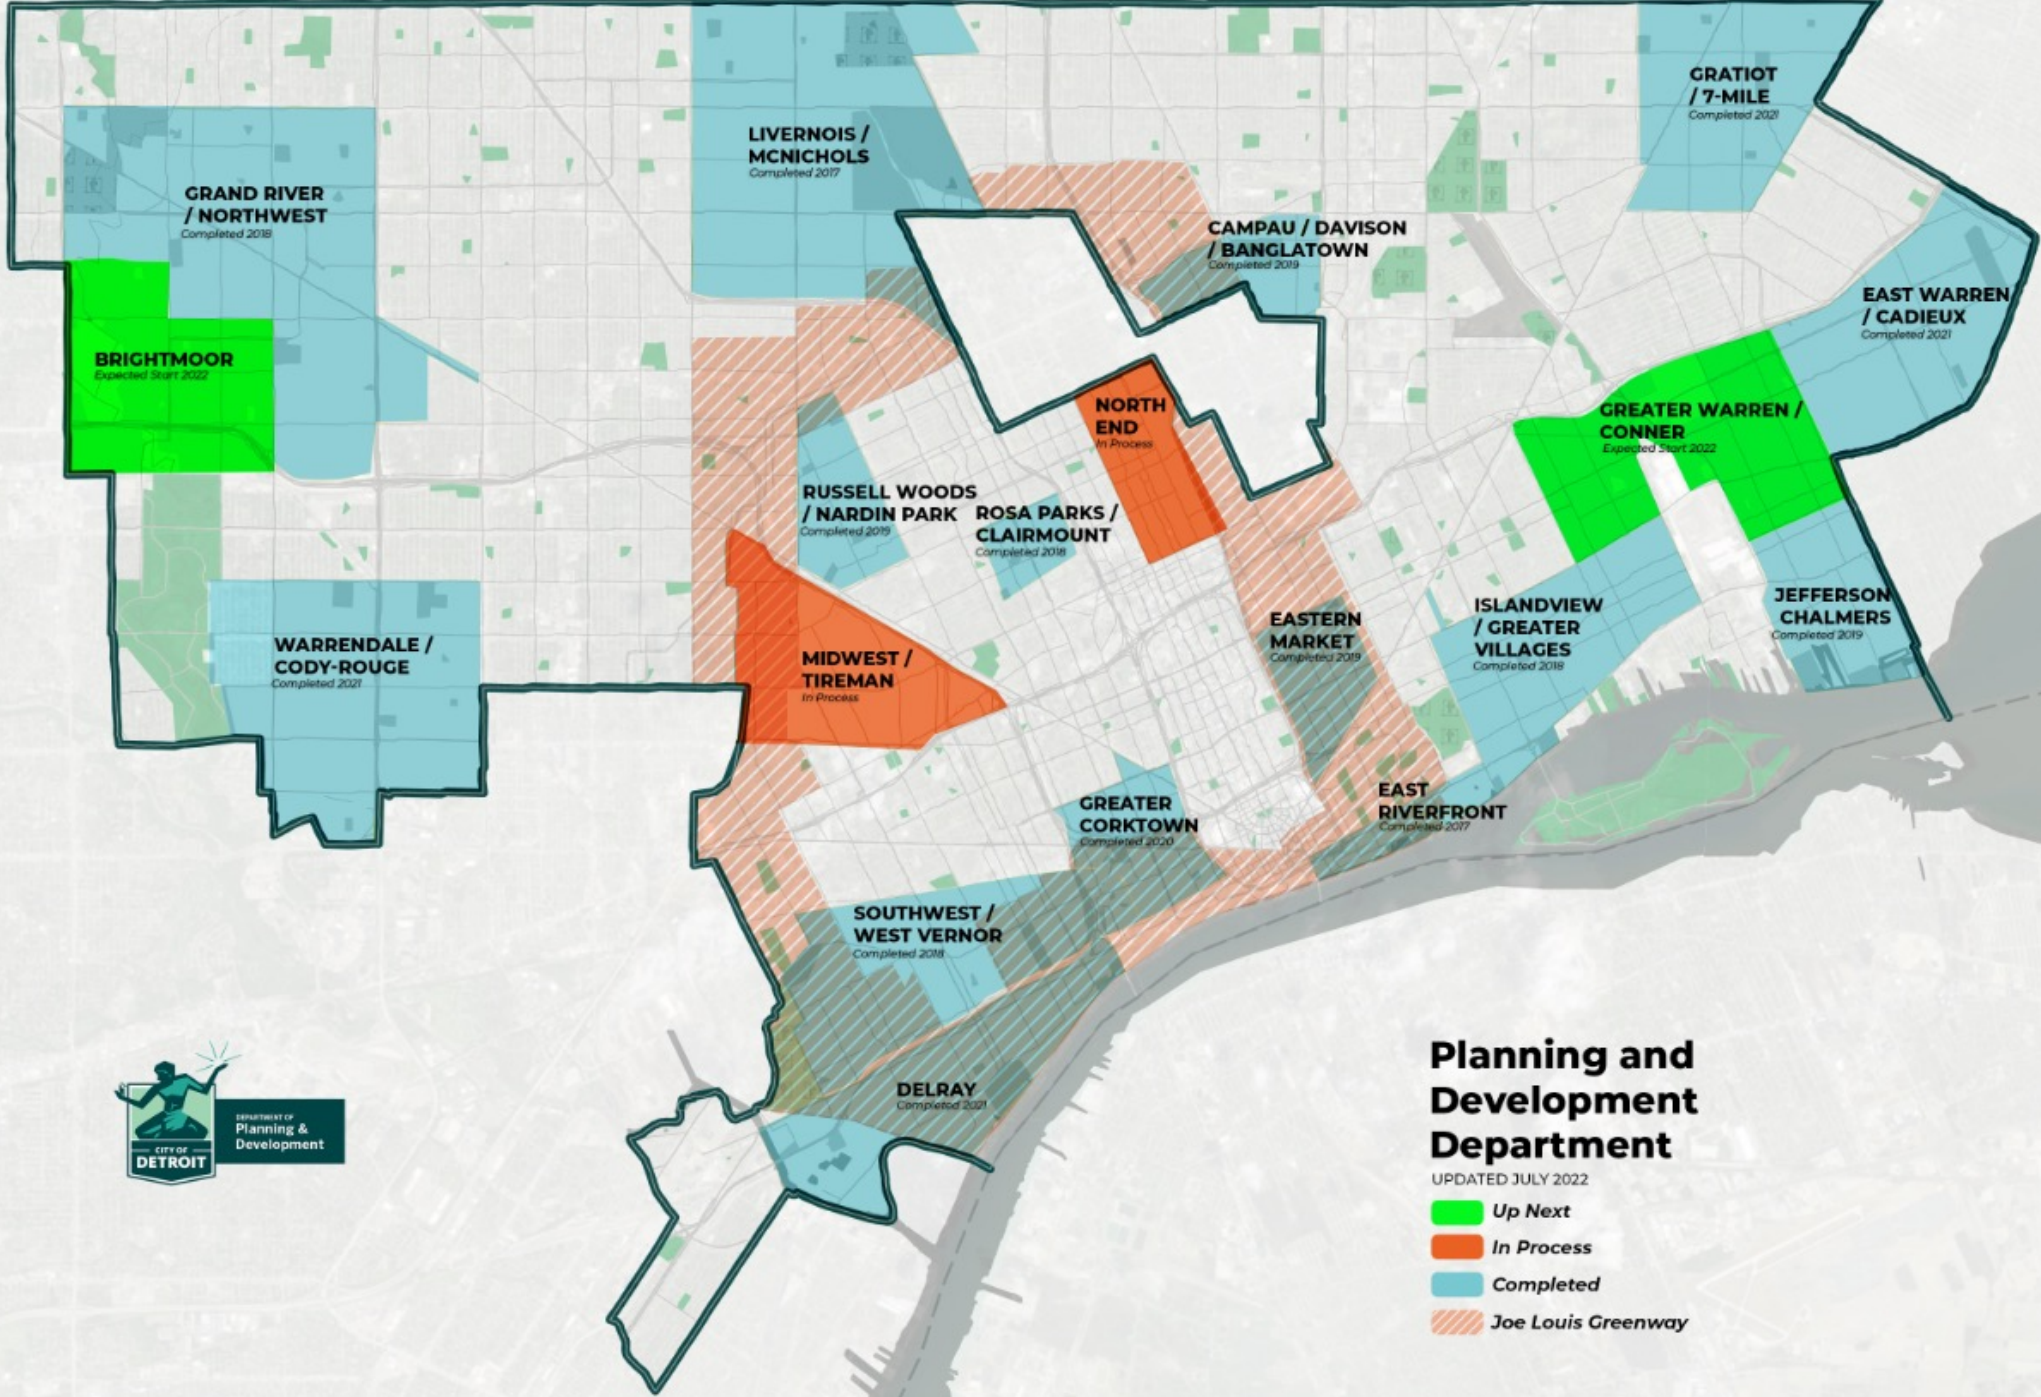 GRATIOT
/ 7-MILE
Completed 2021
LIVERNOIS /
MCNICHOLS
Completed 2017
GRAND RIVER
/ NORTHWEST
Completed 2018
CAMPAU / DAVISON
/ BANGLATOWN
Completed 2019
EAST WARREN
/ CADIEUX
Completed 2021
BRIGHTMOOR
Expected Start 2022
NORTH
END
In Process
GREATER WARREN /
CONNER
Expected Start 2022
RUSSELL WOODS
/ NARDIN PARK
Completed 2019
ROSA PARKS /
CLAIRMOUNT
Completed 2018
WARRENDALE /
CODY-ROUGE
Completed 2021
MIDWEST /
TIREMAN
In Process
EASTERN
MARKET
Completed 2019
ISLANDVIEW
/ GREATER
VILLAGES
Completed 2018
JEFFERSON
CHALMERS
Completed 2019
GREATER
CORKTOWN
Completed 2020
EAST
RIVERFRONT
Completed 2017
SOUTHWEST /
WEST VERNOR
Completed 2018
DELRAY
Completed 2021
CITY OF
DETROIT
DEPARTMENT OF
Planning &
Development
Planning and
Development
Department
UPDATED JULY 2022
Up Next
In Process
Completed
Joe Louis Greenway